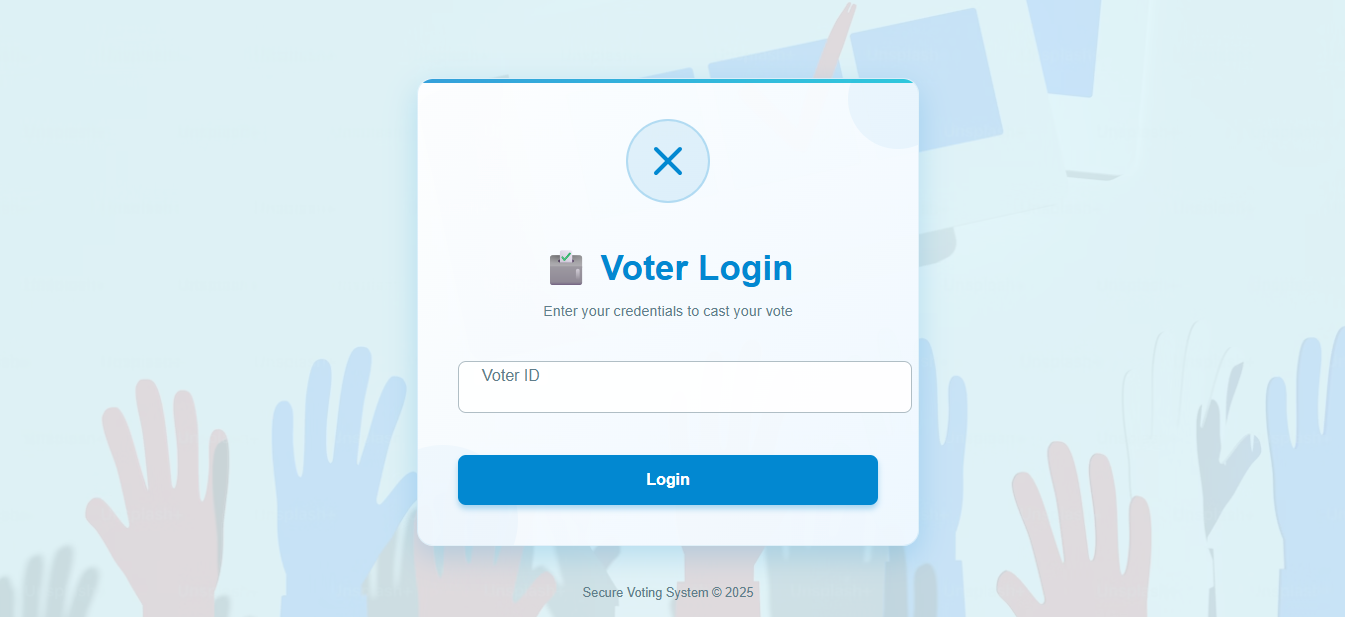 Voter Login
Enter your credentials to cast your vote
Voter ID
Login
Secure Voting System © 2025